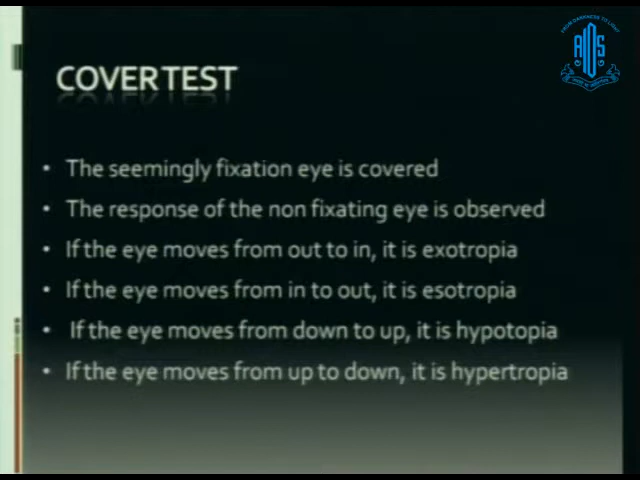 AIOS
COVER TEST
• The seemingly fixation eye is covered
• The response of the non fixating eye is observed
• If the eye moves from out to in, it is exotropia
• If the eye moves from in to out, it is esotropia
• If the eye moves from down to up, it is hypotopia
• If the eye moves from up to down, it is hypertropia